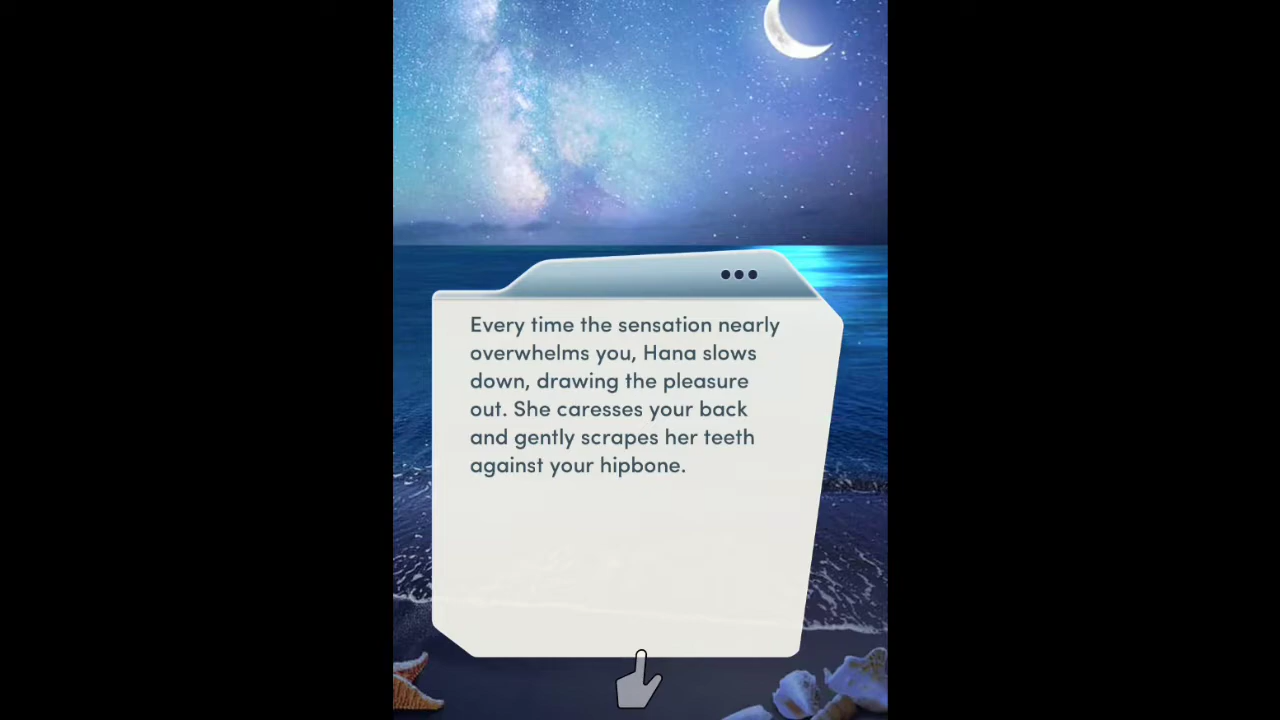 Every time the sensation nearly
overwhelms you, Hana slows
down, drawing the pleasure
out. She caresses your back
and gently scrapes her teeth
against your hipbone.